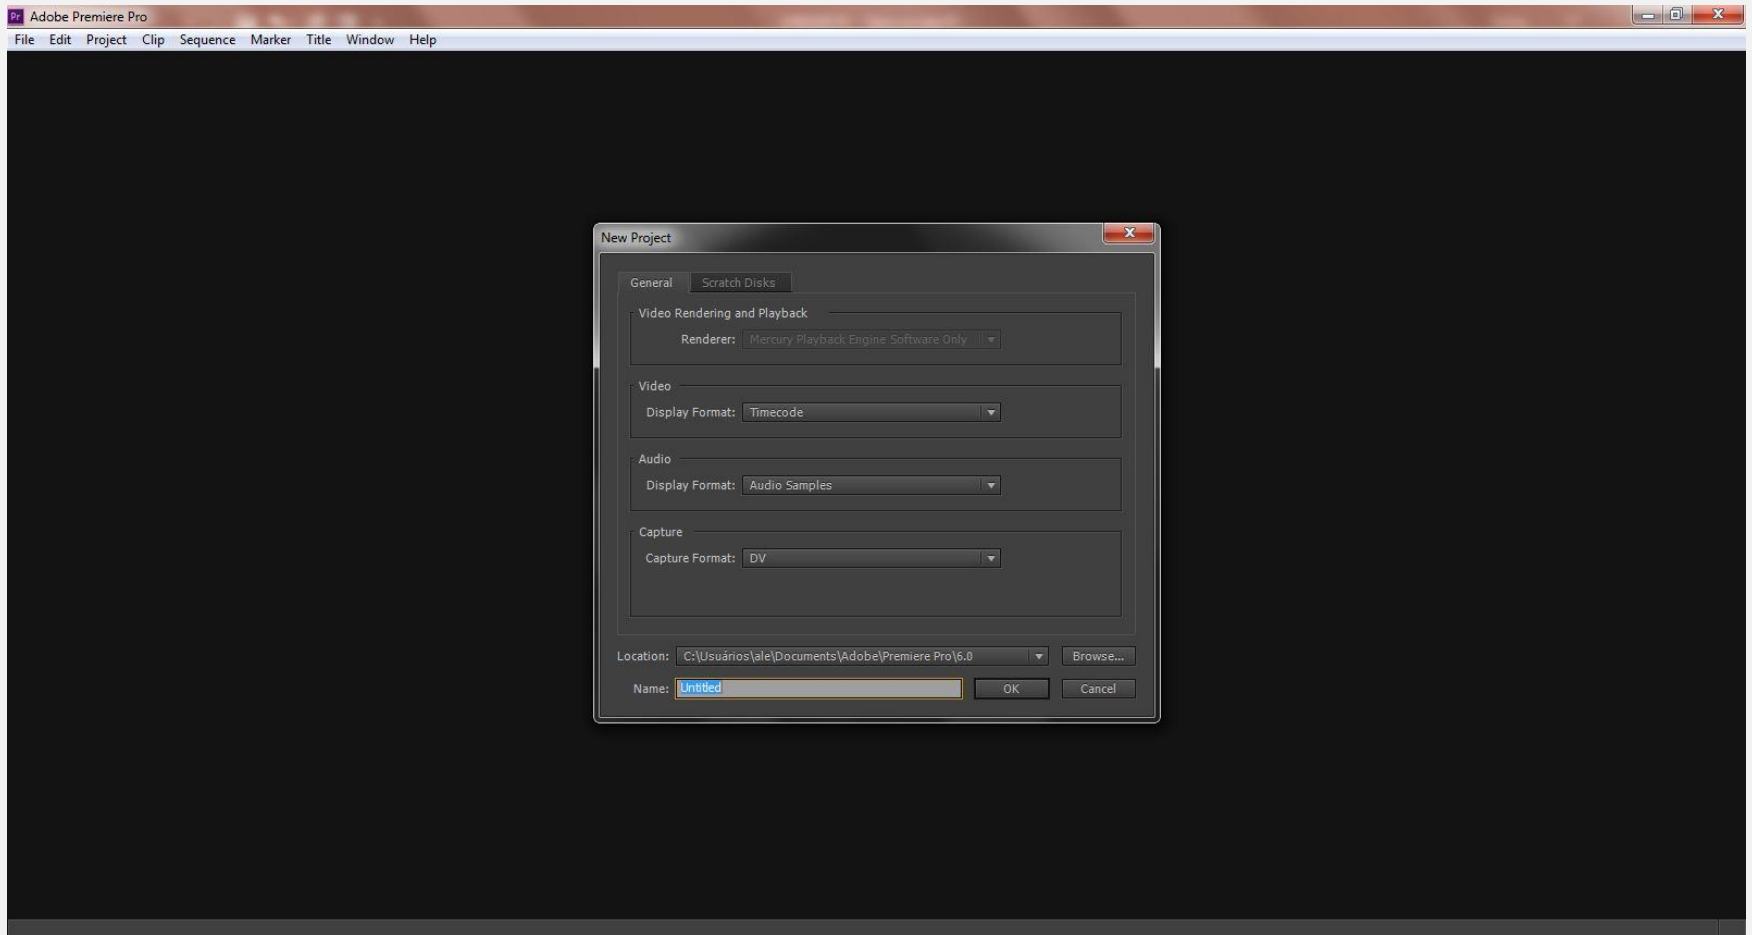 Pr Adobe Premiere Pro
File Edit Project Clip Sequence Marker Title Window Help
New Project
General Scratch Disks
Video Rendering and Playback
Renderer: Mercury Playback Engine Software Only
Video
Display Format: Timecode
Audio
Display Format: Audio Samples
Capture
Capture Format: DV
Location: C:\Usuários\ale\Documents\Adobe\Premiere Pro\6.0 Browse...
Name: Untitled OK Cancel